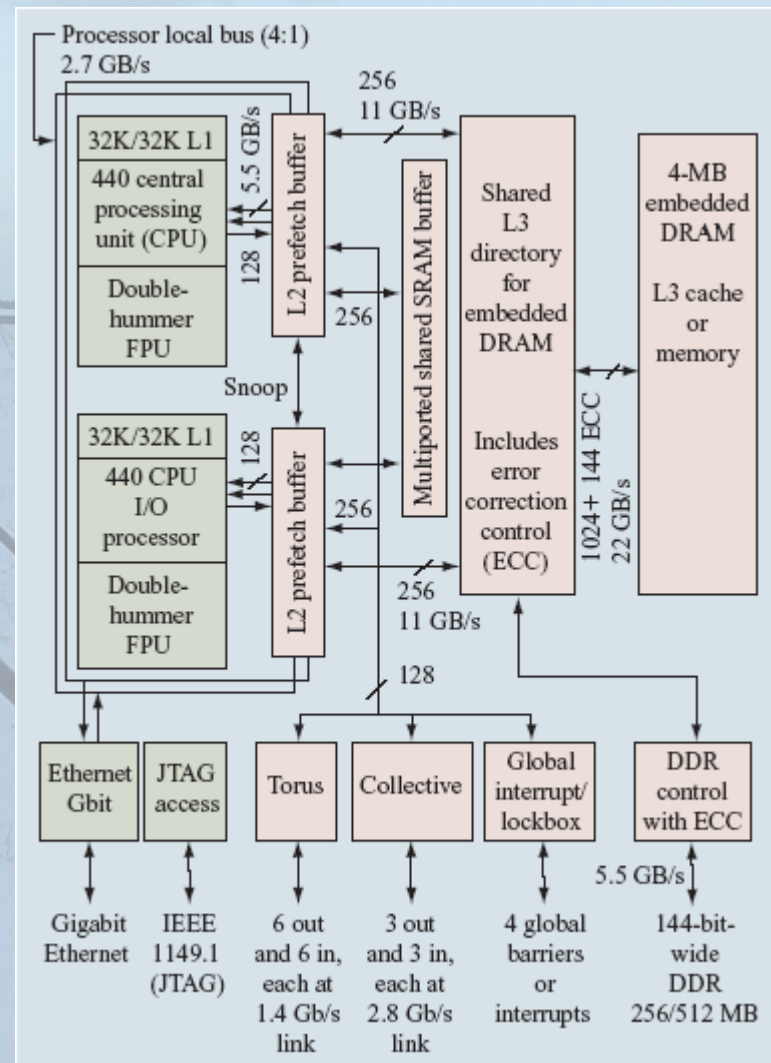 Processor local bus (4:1)
2.7 GB/s
256
11 GB/s
32K/32K L1
440 central
processing
unit (CPU)
Double-
hummer
FPU
5.5 GB/s
128
L2 prefetch buffer
256
Multiported shared SRAM buffer
Shared
L3
directory
for
embedded
DRAM
Includes
error
correction
control
(ECC)
1024+ 144 ECC
22 GB/s
4-MB
embedded
DRAM
L3 cache
or
memory
Snoop
32K/32K L1
440 CPU
I/O
processor
Double-
hummer
FPU
128
L2 prefetch buffer
256
256
11 GB/s
128
Ethernet
Gbit
JTAG
access
Torus
Collective
Global
interrupt/
lockbox
DDR
control
with ECC
5.5 GB/s
Gigabit
Ethernet
IEEE
1149.1
(JTAG)
6 out
and 6 in,
each at
1.4 Gb/s
link
3 out
and 3 in,
each at
2.8 Gb/s
link
4 global
barriers
or
interrupts
144-bit-
wide
DDR
256/512 MB